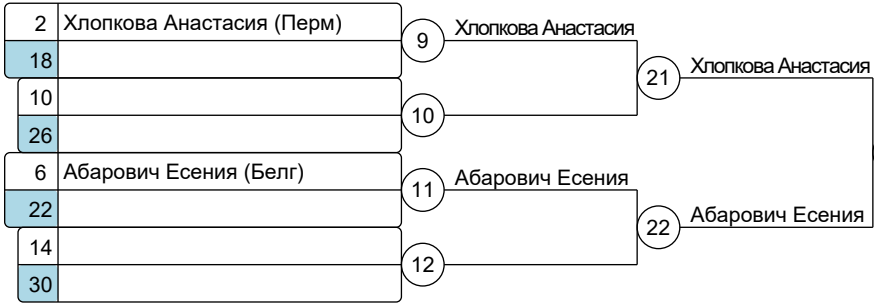 2 Хлопкова Анастасия (Перм)
18
9 Хлопкова Анастасия
10
26
10
21 Хлопкова Анастасия
6 Абарович Есения (Белг)
22
11 Абарович Есения
14
30
12
22 Абарович Есения